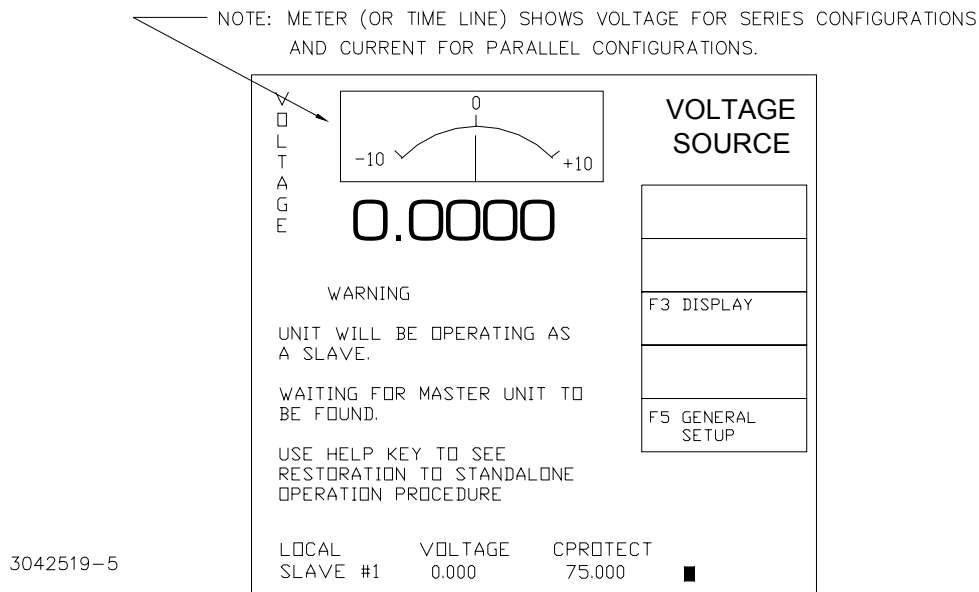 NOTE: METER (OR TIME LINE) SHOWS VOLTAGE FOR SERIES CONFIGURATIONS
AND CURRENT FOR PARALLEL CONFIGURATIONS.
VOLTAGE
0
-10
+10
0.0000
VOLTAGE
SOURCE
WARNING
UNIT WILL BE OPERATING AS
A SLAVE.
WAITING FOR MASTER UNIT TO
BE FOUND.
USE HELP KEY TO SEE
RESTORATION TO STANDALONE
OPERATION PROCEDURE
F3 DISPLAY
F5 GENERAL
SETUP
LOCAL VOLTAGE CPROTECT
SLAVE #1 0.000 75.000
3042519-5